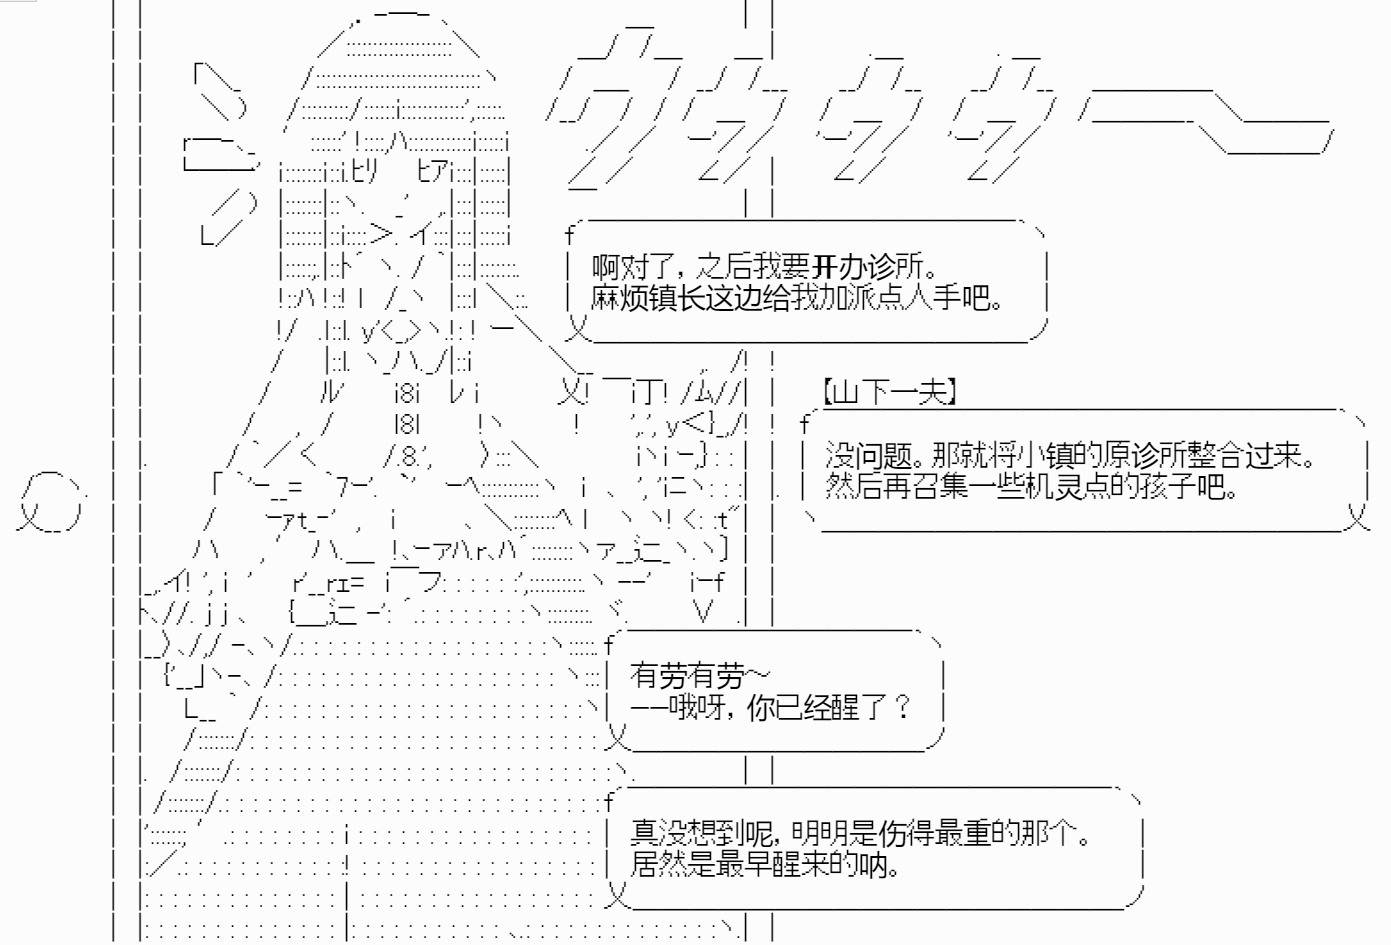 ウウウウ
啊对了，之后我要开办诊所。
麻烦镇长这边给我加派点人手吧。
【山下一夫】
没问题。那就将小镇的原诊所整合过来。
然后再召集一些机灵点的孩子吧。
有劳有劳～
——哦呀，你已经醒了？
真没想到呢，明明是伤得最重的那个。
居然是最早醒来的呐。